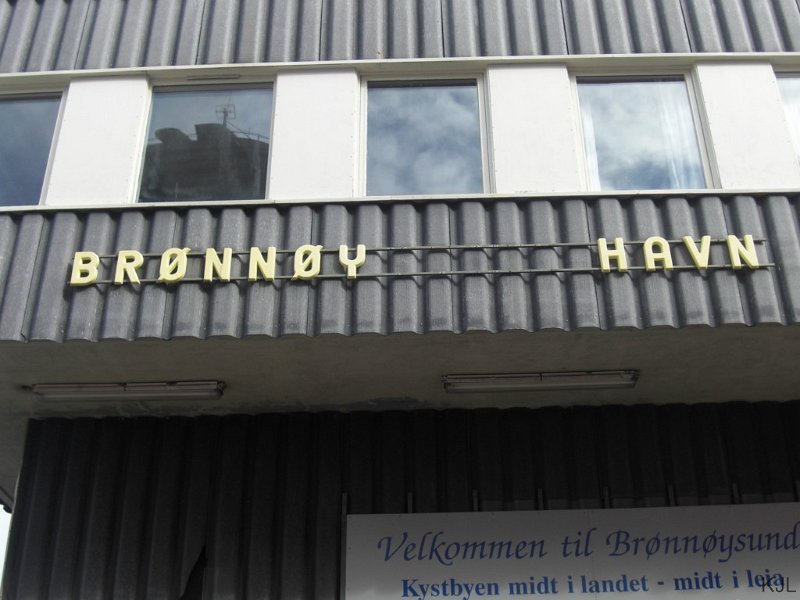 BRØNNØY HAVN
Velkommen til Brønnøysund
Kystbyen midt i landet - midt i leia
KJL